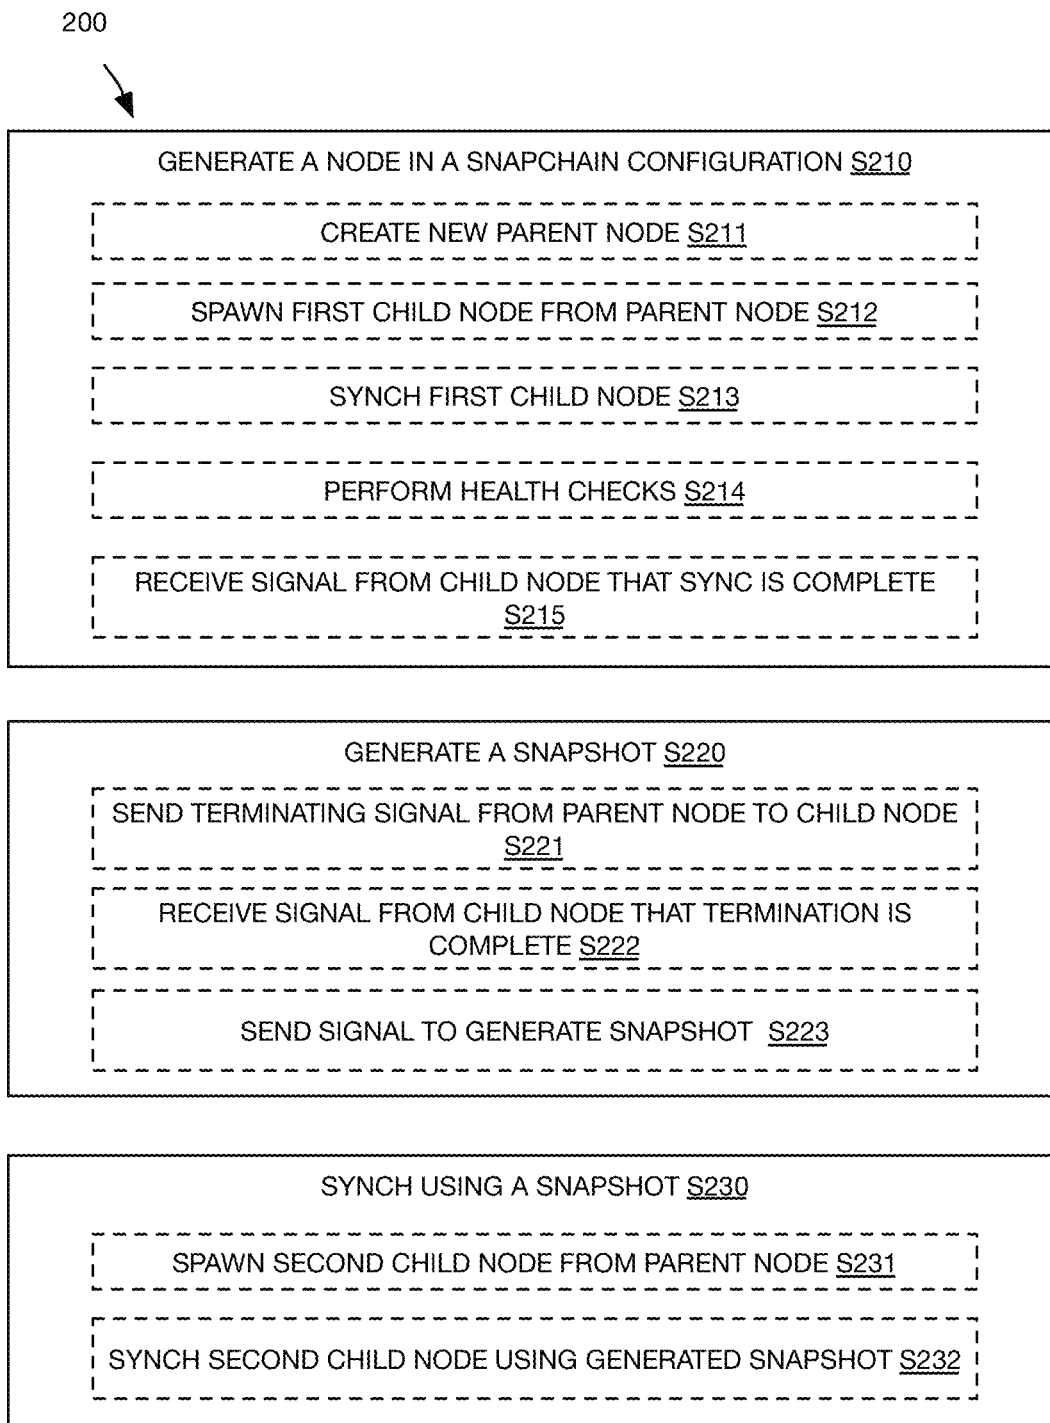 200
GENERATE A NODE IN A SNAPCHAIN CONFIGURATION S210
CREATE NEW PARENT NODE S211
SPAWN FIRST CHILD NODE FROM PARENT NODE S212
SYNCH FIRST CHILD NODE S213
PERFORM HEALTH CHECKS S214
RECEIVE SIGNAL FROM CHILD NODE THAT SYNC IS COMPLETE
S215
GENERATE A SNAPSHOT S220
SEND TERMINATING SIGNAL FROM PARENT NODE TO CHILD NODE
S221
RECEIVE SIGNAL FROM CHILD NODE THAT TERMINATION IS
COMPLETE S222
SEND SIGNAL TO GENERATE SNAPSHOT S223
SYNCH USING A SNAPSHOT S230
SPAWN SECOND CHILD NODE FROM PARENT NODE S231
SYNCH SECOND CHILD NODE USING GENERATED SNAPSHOT S232